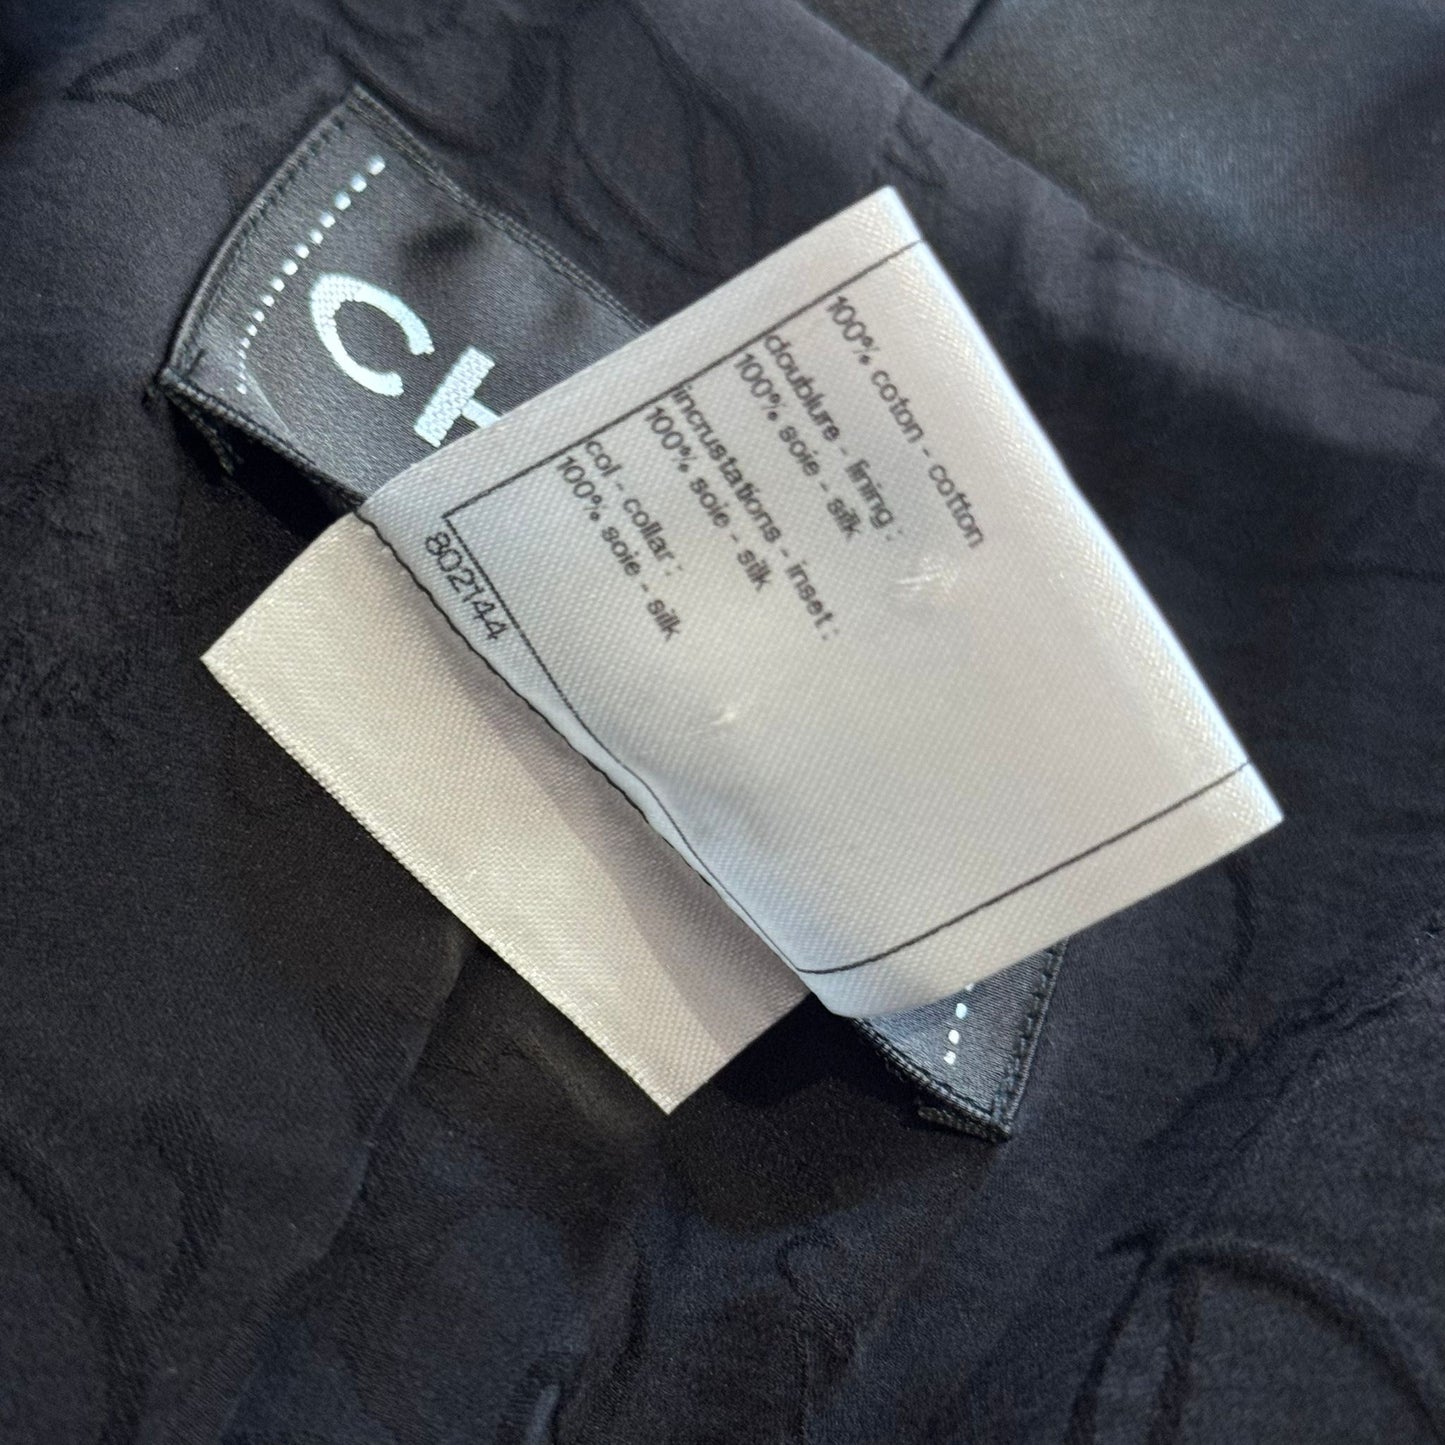 CH
100% coton - cotton
doublure - lining :
100% soie - silk
incrustations - inset :
100% soie - silk
col - collar :
100% soie - silk
802144